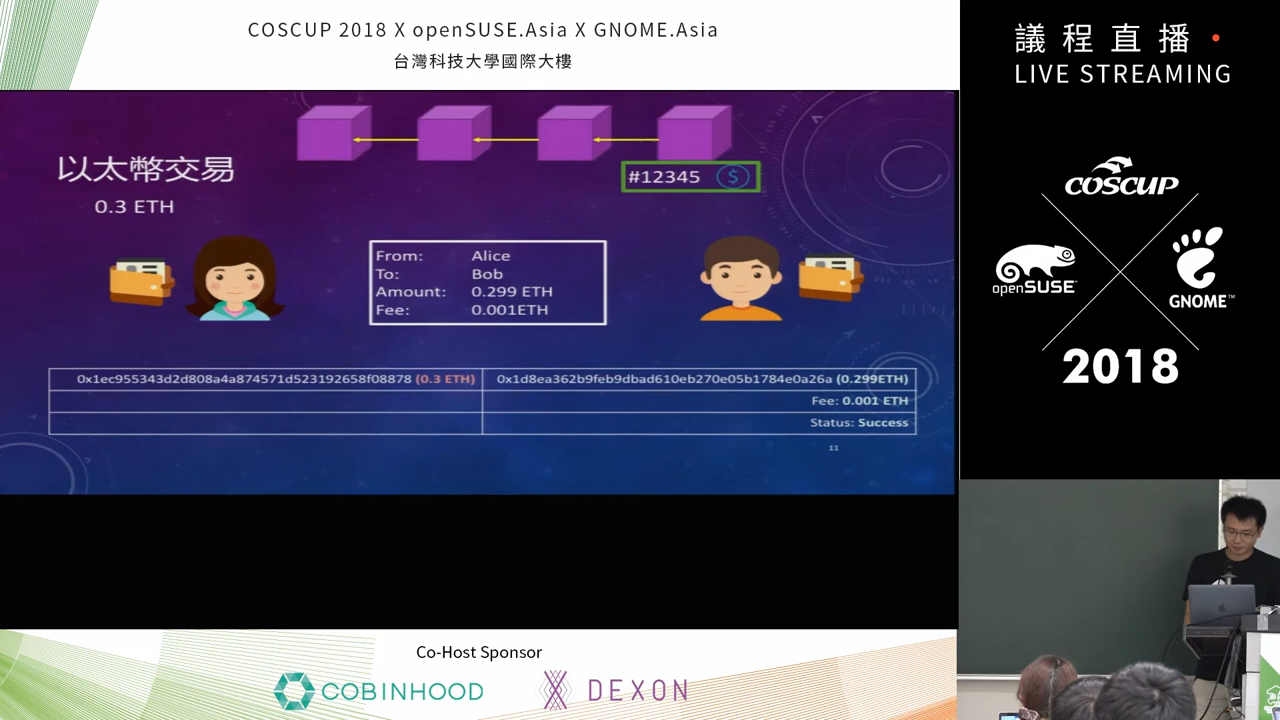 COSCUP 2018 X openSUSE.Asia X GNOME.Asia
台灣科技大學國際大樓
議程直播
LIVE STREAMING
以太幣交易
0.3 ETH
#12345 $
From: Alice
To: Bob
Amount: 0.299 ETH
Fee: 0.001ETH
0x1ec955343d2d808a4a874571d523192658f08878 (0.3 ETH)
0x1d8ea362b9feb9dbad610eb270e05b1784e0a26a (0.299ETH)
Fee: 0.001 ETH
Status: Success
11
COSCUP
openSUSE
GNOME™
2018
Co-Host Sponsor
COBINHOOD
DEXON